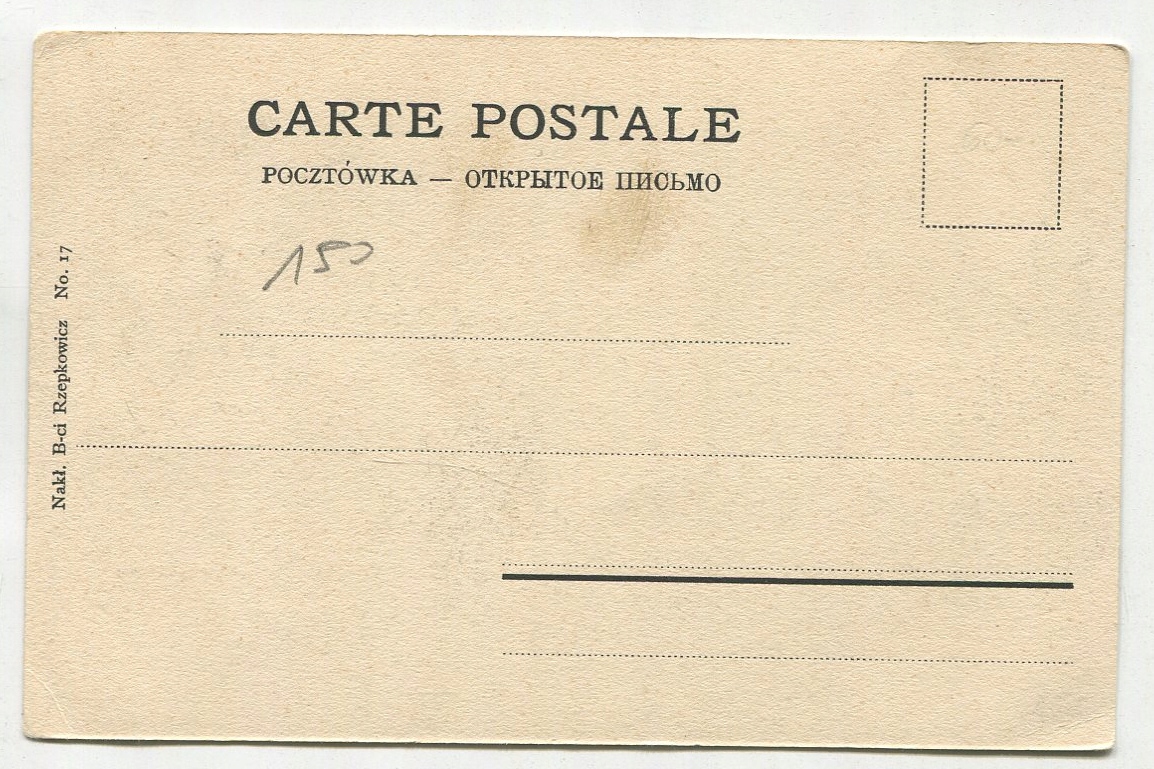 CARTE POSTALE
POCZTÓWKA — ОТКРЫТОЕ ПИСЬМО
150
Nakł. B-ci Rzepkowicz No. 17